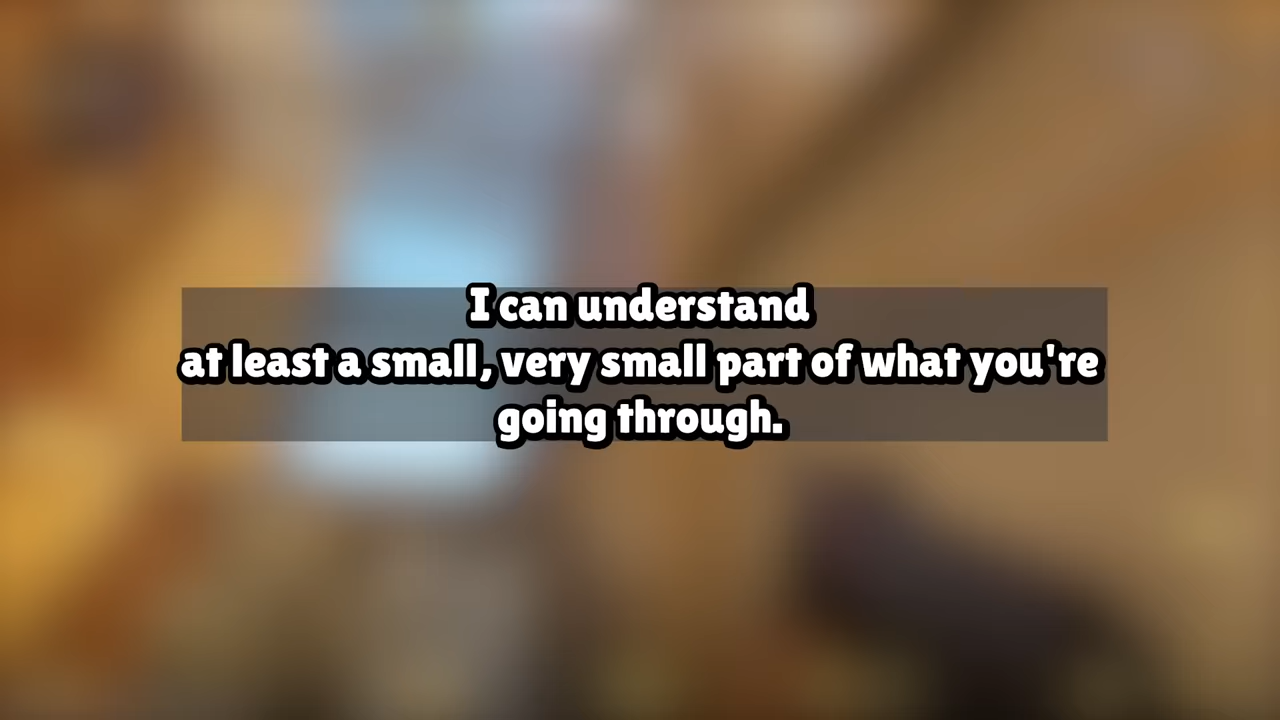 I can understand
at least a small, very small part of what you're
going through.